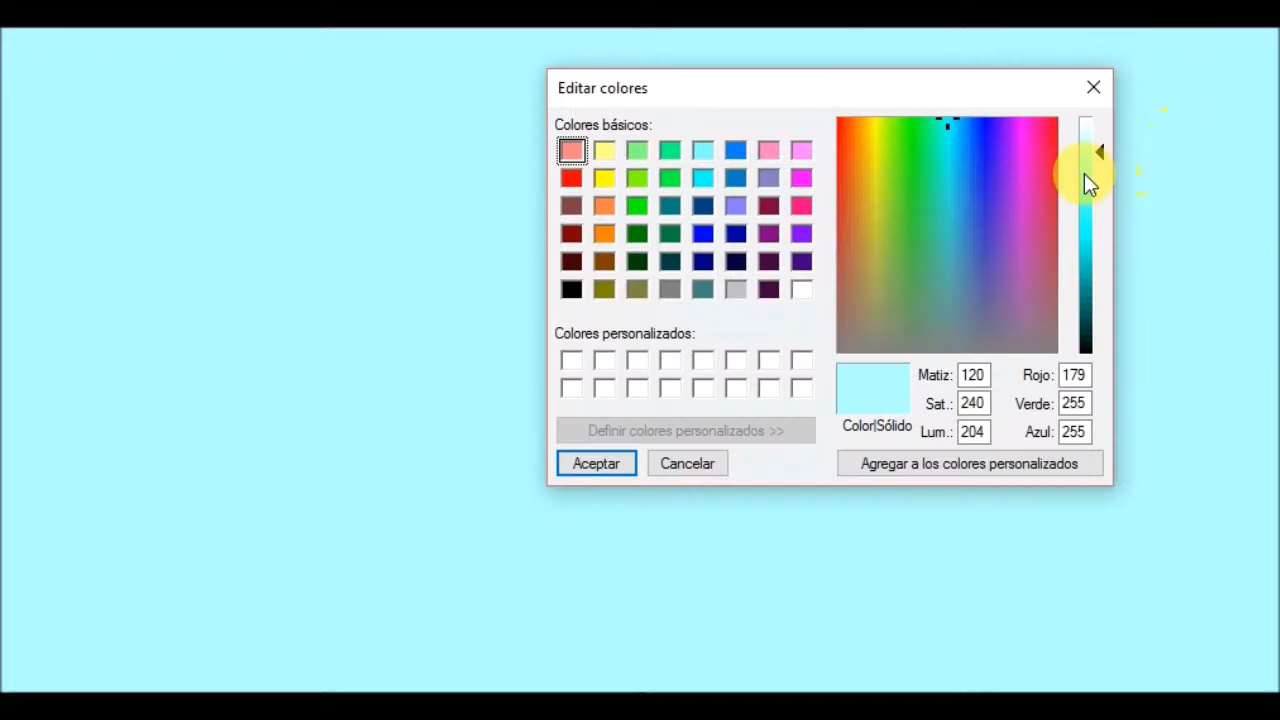 Editar colores
Colores básicos:
Colores personalizados:
Definir colores personalizados >>
Aceptar
Cancelar
Color|Sólido
Matiz: 120
Sat.: 240
Lum.: 204
Rojo: 179
Verde: 255
Azul: 255
Agregar a los colores personalizados